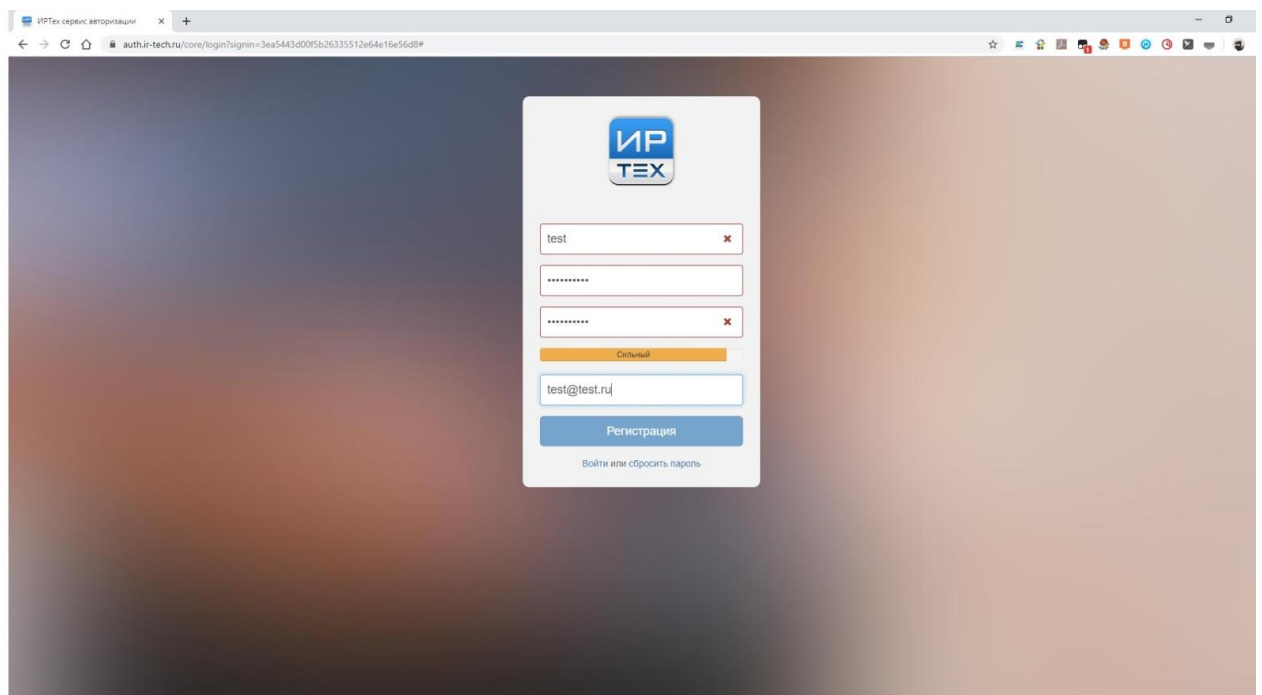 ИРТех сервис авторизации
auth.ir-tech.ru/core/login?signin=3ea5443d00f5b26335512e64e16e56d8#
ИР
ТЕХ
test
••••••••••
••••••••••
Сильный
test@test.ru
Регистрация
Войти или сбросить пароль